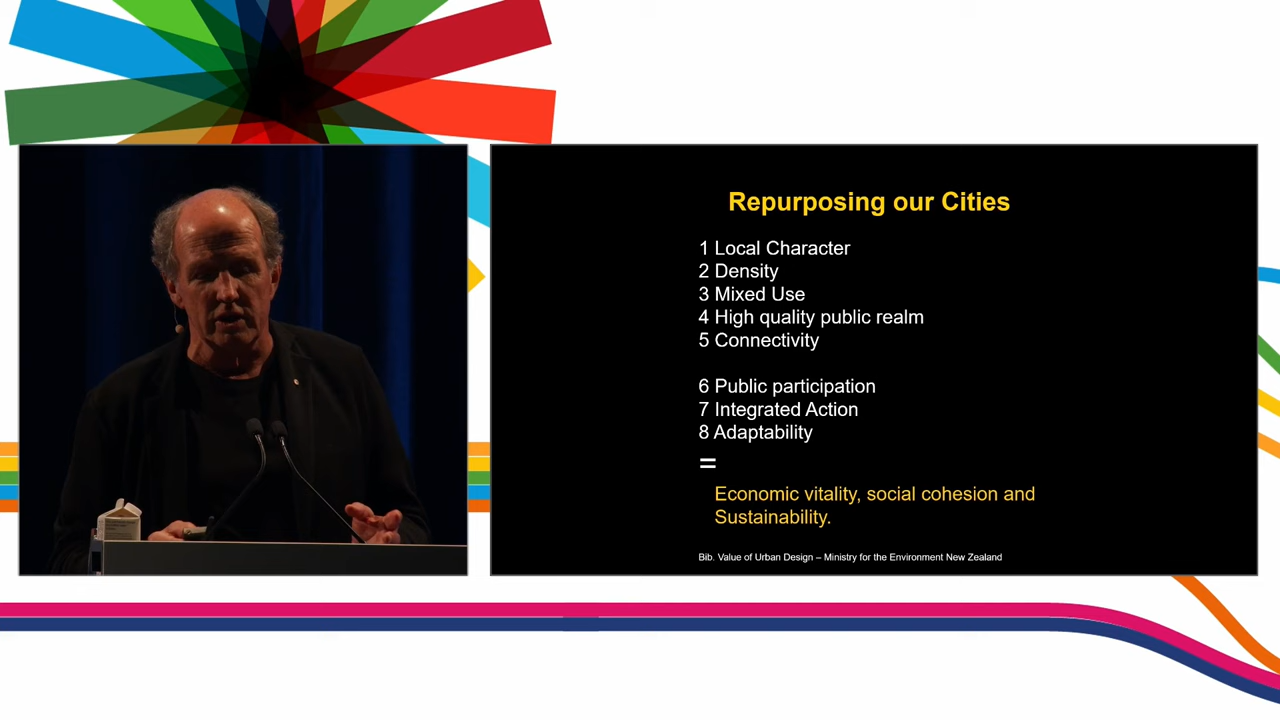 Repurposing our Cities
1 Local Character
2 Density
3 Mixed Use
4 High quality public realm
5 Connectivity
6 Public participation
7 Integrated Action
8 Adaptability
=
Economic vitality, social cohesion and
Sustainability.
Bib. Value of Urban Design – Ministry for the Environment New Zealand